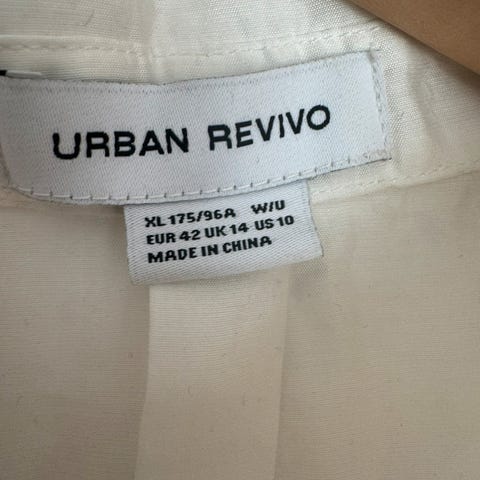 URBAN REVIVO
XL 175/96A W/U
EUR 42 UK 14 US 10
MADE IN CHINA